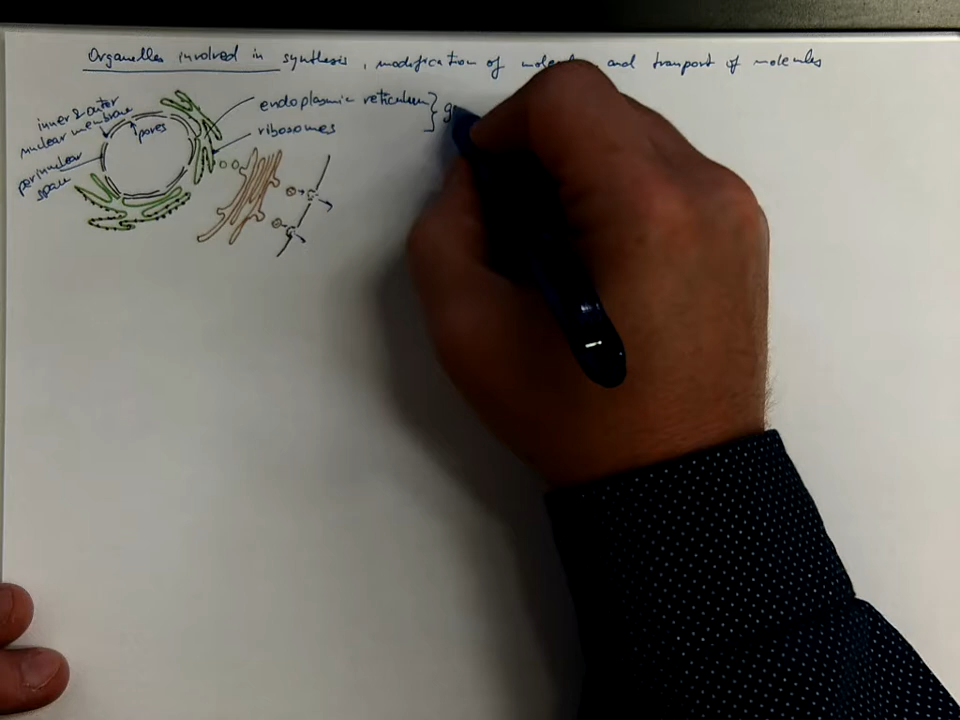 Organelles involved in synthesis, modification of and transport of molecules
inner & outer
nuclear membrane
pores
perinuclear
space
endoplasmic reticulum
ribosomes